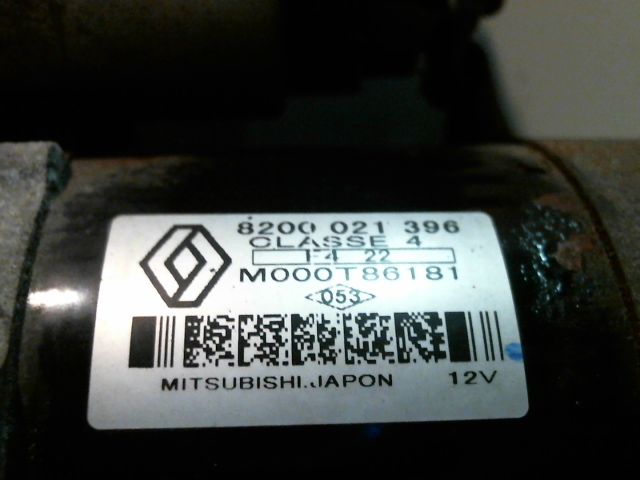 8200 021 396
CLASSE 4
E4 22
M000T86181
053
MITSUBISHI.JAPON 12V